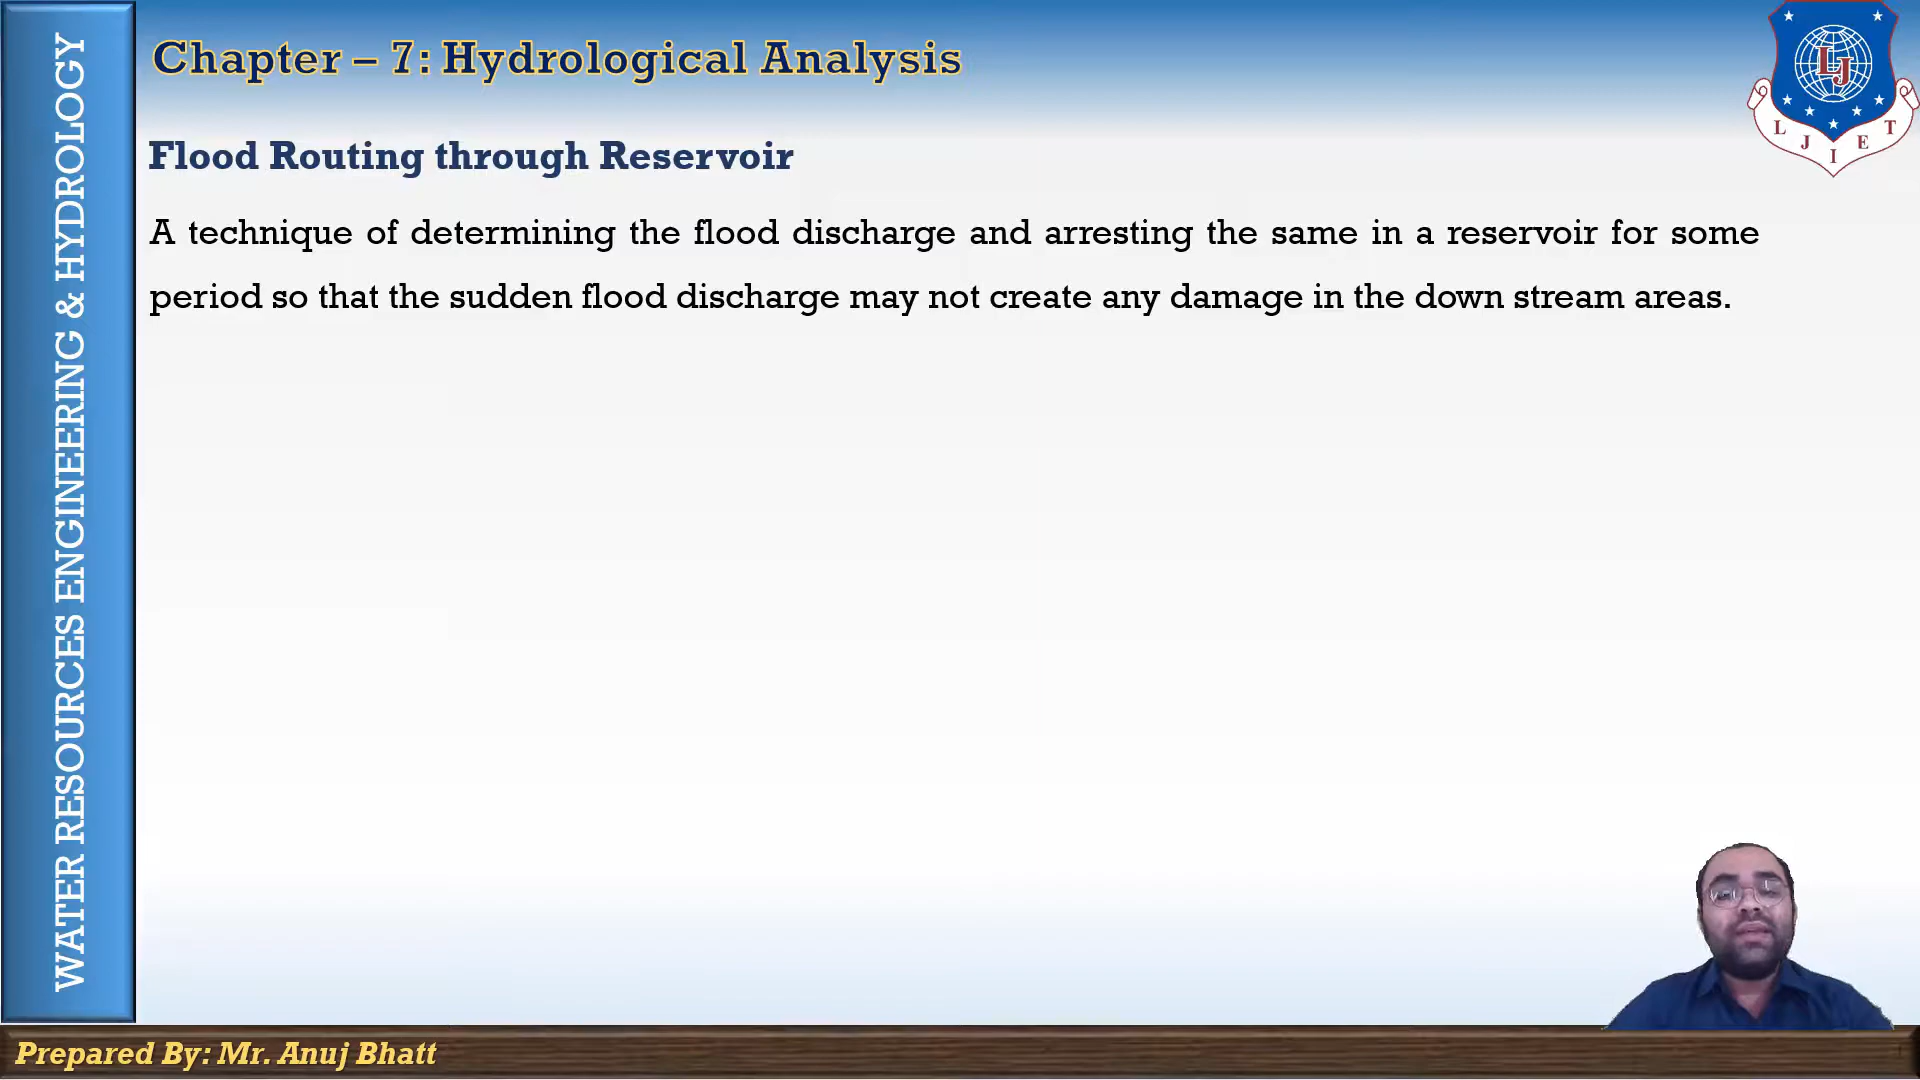 WATER RESOURCES ENGINEERING & HYDROLOGY
Chapter – 7: Hydrological Analysis
LJ
L J I E T
Flood Routing through Reservoir
A technique of determining the flood discharge and arresting the same in a reservoir for some
period so that the sudden flood discharge may not create any damage in the down stream areas.
Prepared By: Mr. Anuj Bhatt